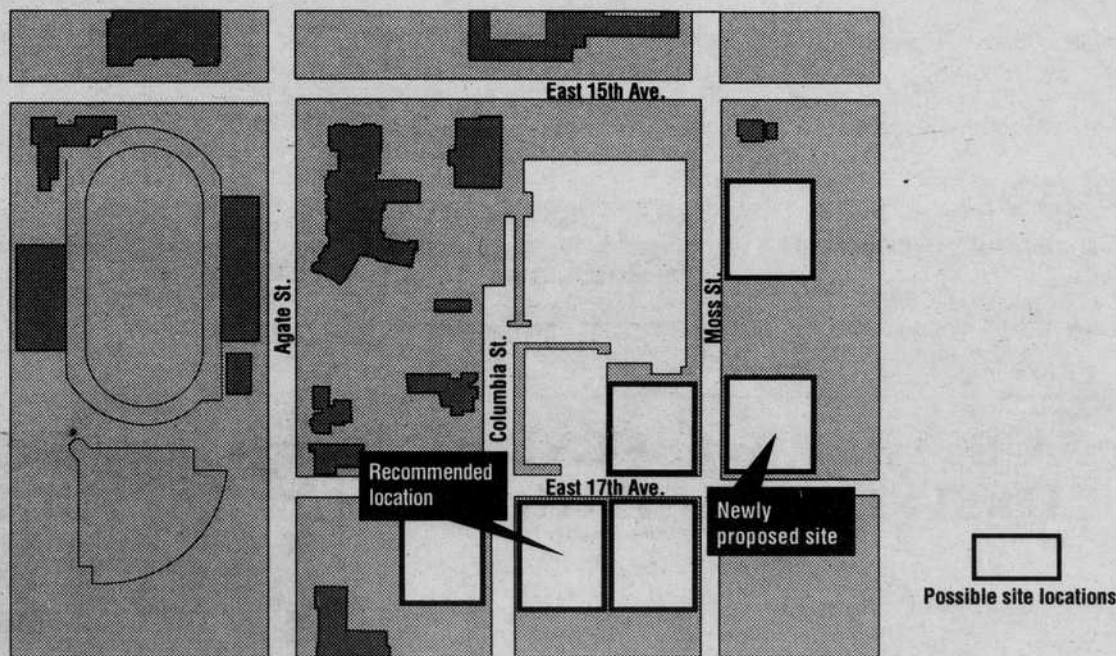 East 15th Ave.
Agate St.
Columbia St.
Moss St.
Recommended
location
East 17th Ave.
Newly
proposed site
Possible site locations